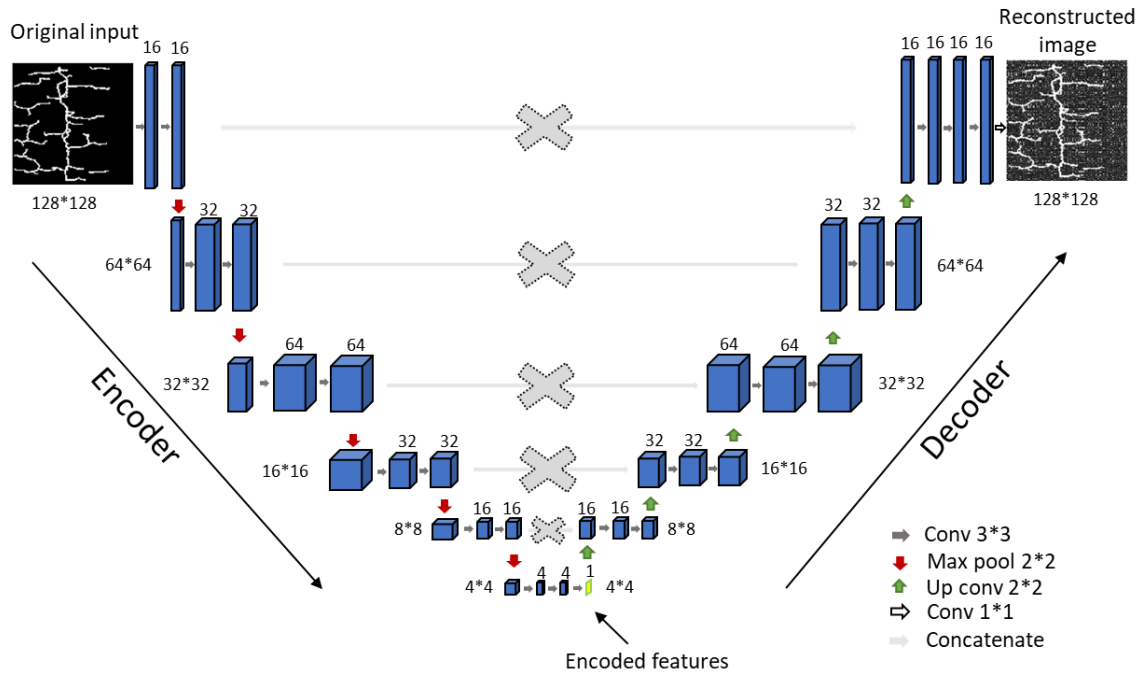 Original input
Reconstructed
image
16 16
16 16 16 16
128*128
128*128
32 32
32 32
64*64
64*64
64 64
64 64
32*32
32*32
Encoder
Decoder
32 32
32 32
16*16
16*16
16 16
16 16
8*8
8*8
4 4 1
4*4
4*4
Encoded features
Conv 3*3
Max pool 2*2
Up conv 2*2
Conv 1*1
Concatenate